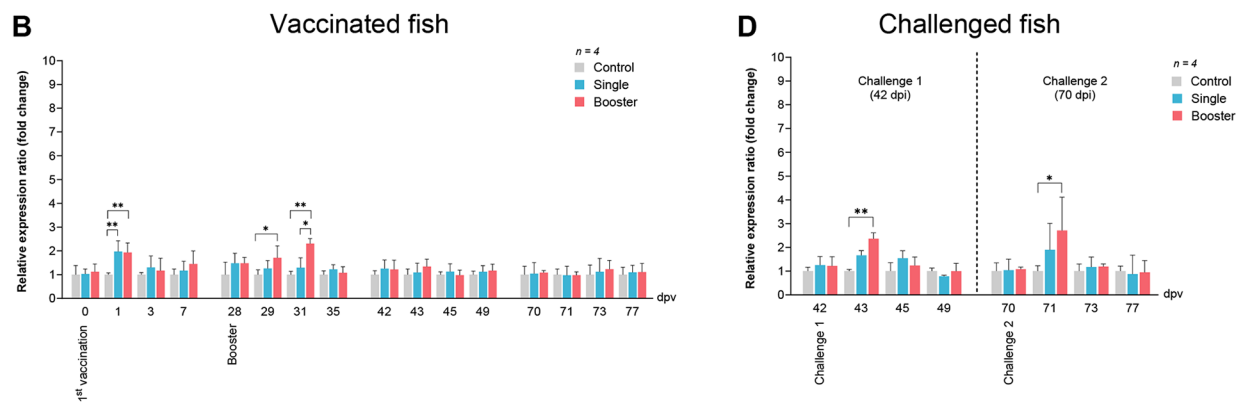 B
Vaccinated fish
Relative expression ratio (fold change)
10
9
8
7
6
5
4
3
2
1
0
n = 4
Control
Single
Booster
**
**
*
**
*
0 1 3 7 28 29 31 35 42 43 45 49 70 71 73 77
dpv
1st vaccination
Booster
D
Challenged fish
Relative expression ratio (fold change)
10
9
8
7
6
5
4
3
2
1
0
Challenge 1
(42 dpi)
Challenge 2
(70 dpi)
n = 4
Control
Single
Booster
**
*
42 43 45 49 70 71 73 77
dpv
Challenge 1
Challenge 2